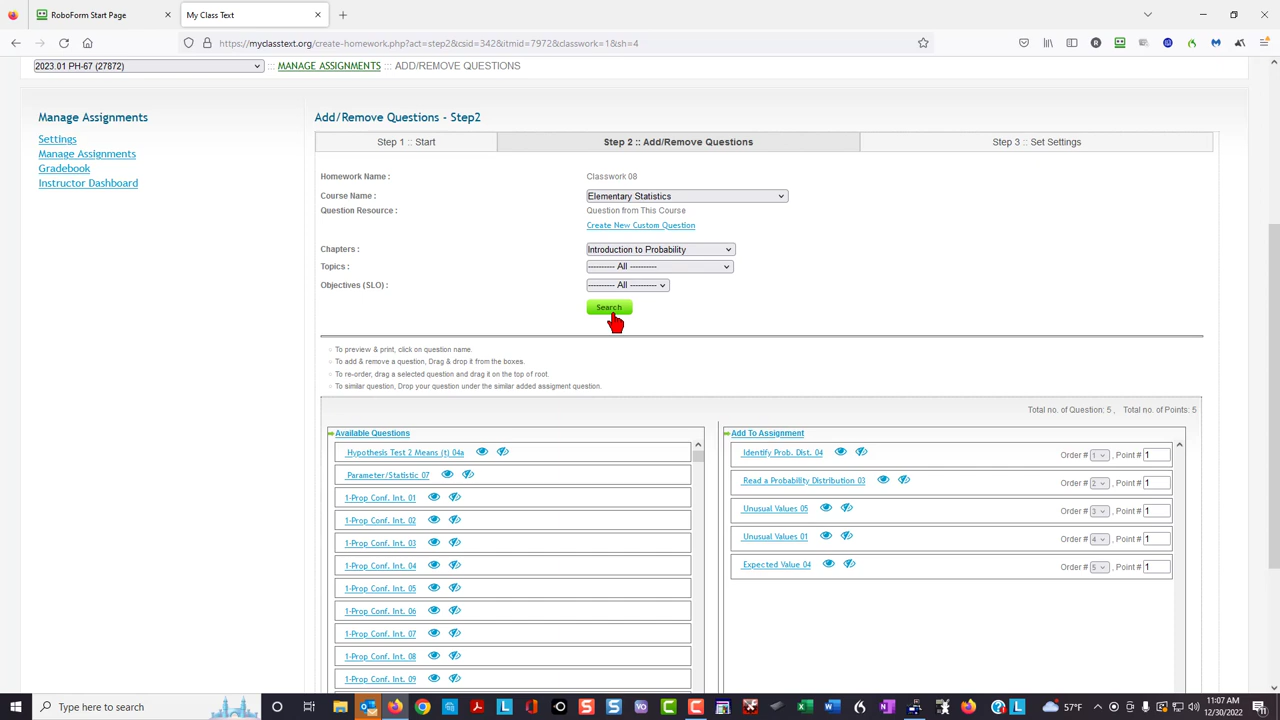 RoboForm Start Page
My Class Text
https://myclasstext.org/create-homework.php?act=step2&csid=342&itmid=7972&classwork=1&sh=4
2023.01 PH-67 (27872) ::: MANAGE ASSIGNMENTS ::: ADD/REMOVE QUESTIONS
Manage Assignments
Settings
Manage Assignments
Gradebook
Instructor Dashboard
Add/Remove Questions - Step2
Step 1 :: Start
Step 2 :: Add/Remove Questions
Step 3 :: Set Settings
Homework Name : Classwork 08
Course Name : Elementary Statistics
Question Resource : Question from This Course
Create New Custom Question
Chapters : Introduction to Probability
Topics : ---------- All ----------
Objectives (SLO) : ---------- All ----------
Search
To preview & print, click on question name.
To add & remove a question, Drag & drop it from the boxes.
To re-order, drag a selected question and drag it on the top of root.
To similar question, Drop your question under the similar added assigment question.
Total no. of Question: 5 , Total no. of Points: 5
Available Questions
Hypothesis Test 2 Means (t) 04a
Parameter/Statistic 07
1-Prop Conf. Int. 01
1-Prop Conf. Int. 02
1-Prop Conf. Int. 03
1-Prop Conf. Int. 04
1-Prop Conf. Int. 05
1-Prop Conf. Int. 06
1-Prop Conf. Int. 07
1-Prop Conf. Int. 08
1-Prop Conf. Int. 09
Add To Assignment
Identify Prob. Dist. 04 Order # 1 , Point # 1
Read a Probability Distribution 03 Order # 2 , Point # 1
Unusual Values 05 Order # 3 , Point # 1
Unusual Values 01 Order # 4 , Point # 1
Expected Value 04 Order # 5 , Point # 1
Type here to search
57°F
11:07 AM
12/30/2022